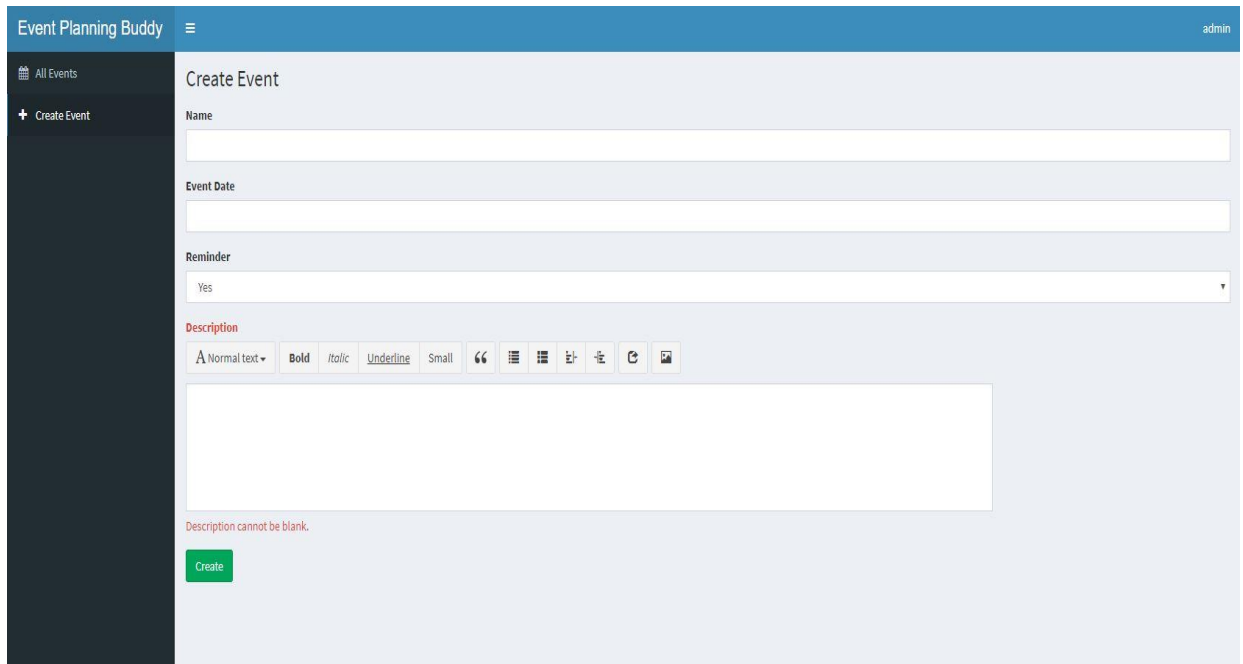 Event Planning Buddy
admin
All Events
Create Event
Create Event
Name
Event Date
Reminder
Yes
Description
A Normal text Bold Italic Underline Small
Description cannot be blank.
Create